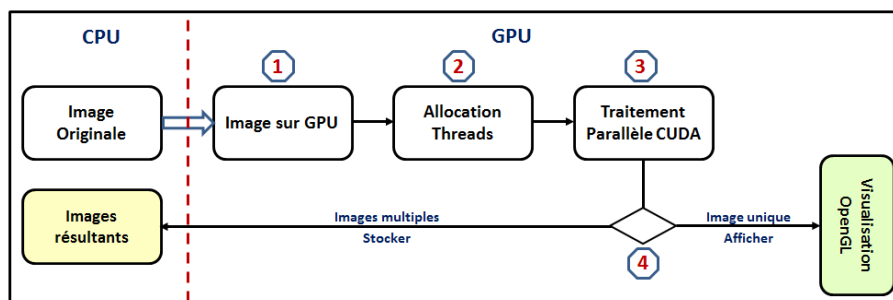 CPU
GPU
1
2
3
Image
Originale
Image sur GPU
Allocation
Threads
Traitement
Parallèle CUDA
Images
résultants
Images multiples
Stocker
Image unique
Afficher
4
Visualisation
OpenGL